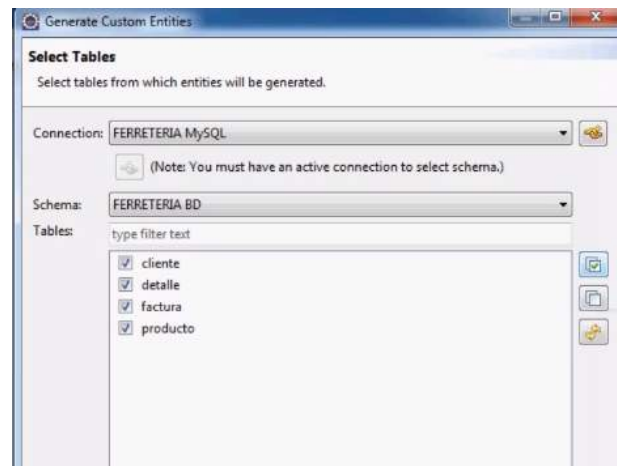 Generate Custom Entities
Select Tables
Select tables from which entities will be generated.
Connection: FERRETERIA MySQL
(Note: You must have an active connection to select schema.)
Schema: FERRETERIA BD
Tables: type filter text
cliente
detalle
factura
producto